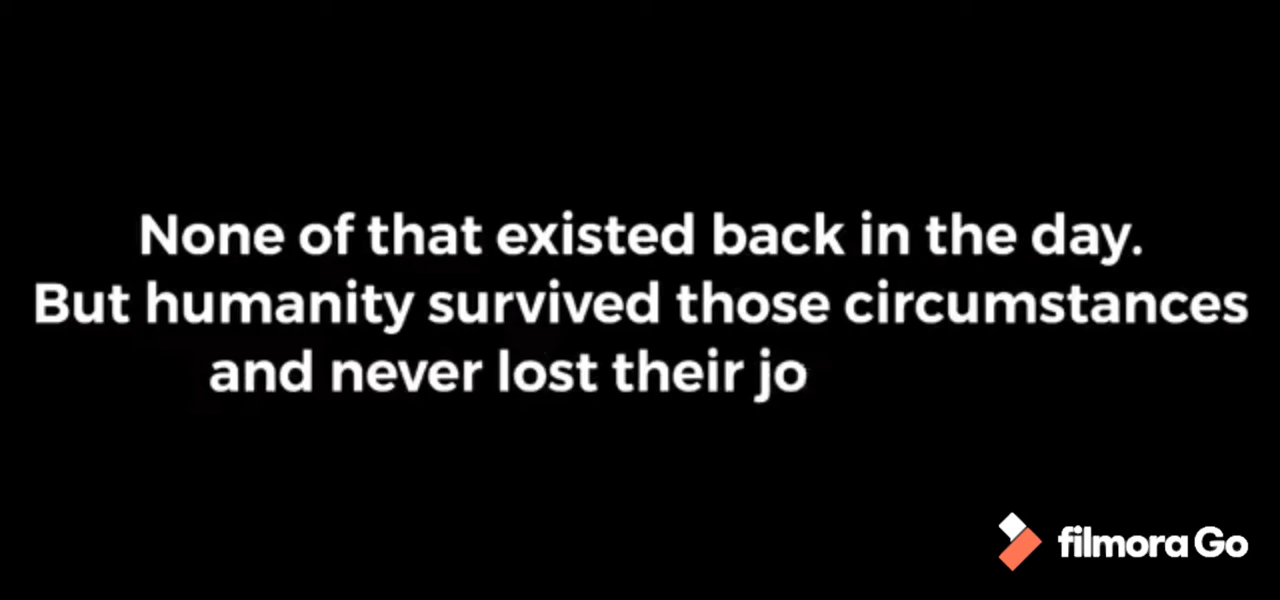 None of that existed back in the day.
But humanity survived those circumstances
and never lost their jo
filmora Go